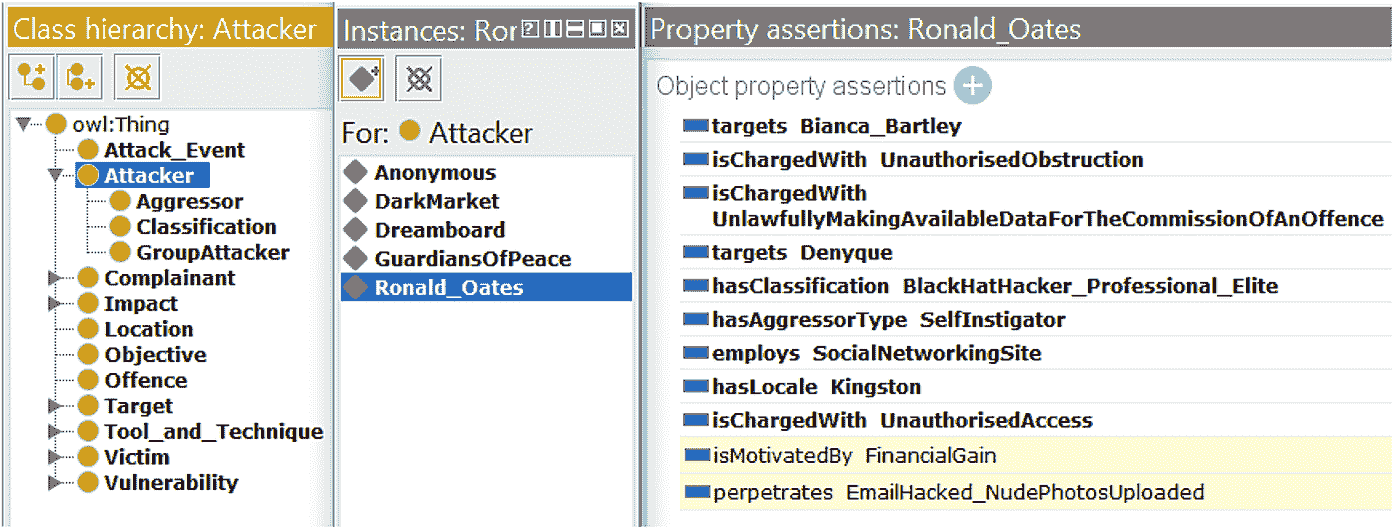 Class hierarchy: Attacker
owl:Thing
Attack_Event
Attacker
Aggressor
Classification
GroupAttacker
Complainant
Impact
Location
Objective
Offence
Target
Tool_and_Technique
Victim
Vulnerability
Instances: Ror
For: Attacker
Anonymous
DarkMarket
Dreamboard
GuardiansOfPeace
Ronald_Oates
Property assertions: Ronald_Oates
Object property assertions
targets Bianca_Bartley
isChargedWith UnauthorisedObstruction
isChargedWith
UnlawfullyMakingAvailableDataForTheCommissionOfAnOffence
targets Denyque
hasClassification BlackHatHacker_Professional_Elite
hasAggressorType SelfInstigator
employs SocialNetworkingSite
hasLocale Kingston
isChargedWith UnauthorisedAccess
isMotivatedBy FinancialGain
perpetrates EmailHacked_NudePhotosUploaded